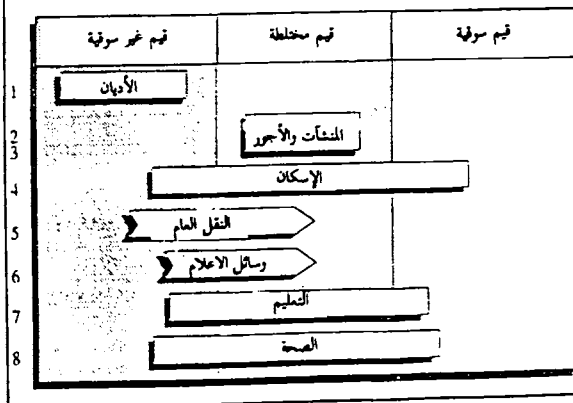 قيم سوقية قيم مختلطة قيم غير سوقية
1 الأديان
2
3 المنشآت والأجور
4 الإسكان
5 النقل العام
6 وسائل الاعلام
7 التعليم
8 الصحة